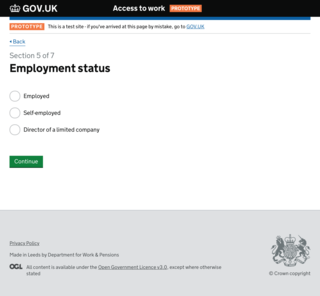 GOV.UK
Access to work PROTOTYPE
PROTOTYPE This is a test site - if you've arrived at this page by mistake, go to GOV.UK
Back
Section 5 of 7
Employment status
Employed
Self-employed
Director of a limited company
Continue
Privacy Policy
Made in Leeds by Department for Work & Pensions
OGL All content is available under the Open Government Licence v3.0, except where otherwise
stated
© Crown copyright